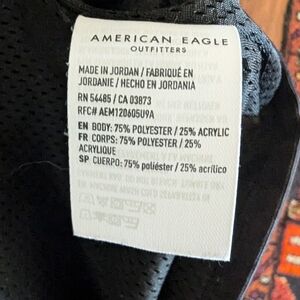 AMERICAN EAGLE
OUTFITTERS
MADE IN JORDAN / FABRIQUÉ EN
JORDANIE / HECHO EN JORDANIA
RN 54485 / CA 03873
RFC# AEM120605U9A
EN BODY: 75% POLYESTER / 25% ACRYLIC
FR CORPS: 75% POLYESTER / 25%
ACRYLIQUE
SP CUERPO: 75% poliéster / 25% acrílico